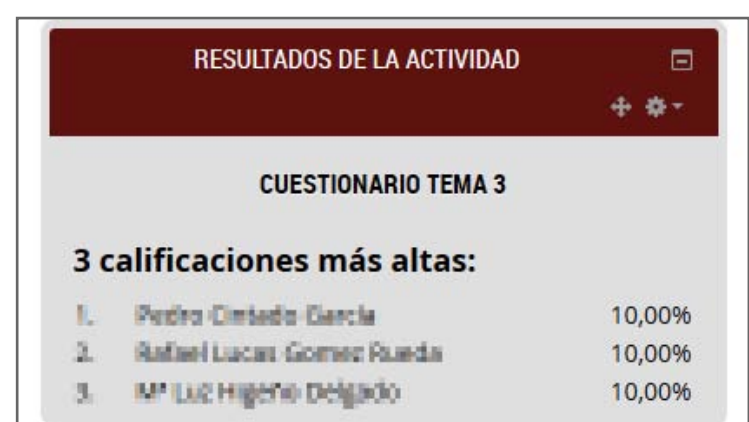 RESULTADOS DE LA ACTIVIDAD
CUESTIONARIO TEMA 3
3 calificaciones más altas:
1. 10,00%
2. 10,00%
3. 10,00%